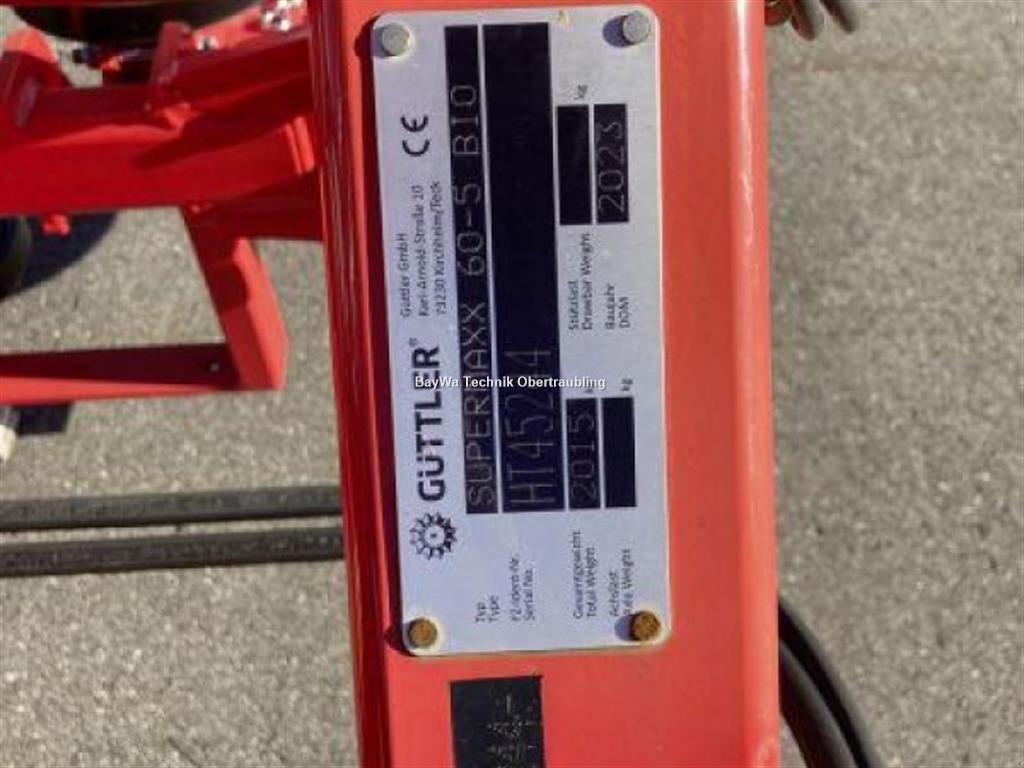 GÜTTLER®
Güttler GmbH
Karl-Arnold-Straße 10
73230 Kirchheim/Teck
CE
Typ
Type
SUPERMAXX 60-5 BIO
FZ-Ident-Nr.
Serial No.
HT45244
Gesamtgewicht
Total Weight
2015
Stützlast
Drawbar Weight
kg
Achslast
Axle Weight
kg
Baujahr
DOM
2023
BayWa Technik Obertraubling